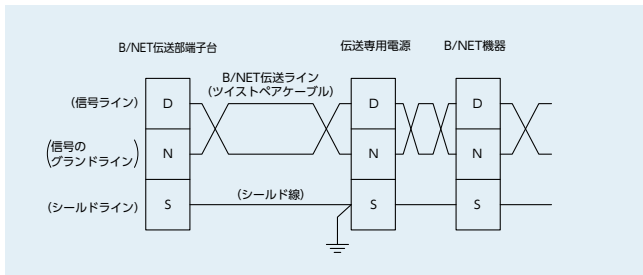 B/NET伝送部端子台
伝送専用電源
B/NET機器
B/NET伝送ライン
(ツイストペアケーブル)
(信号ライン)
D
D
D
(信号の
グランドライン)
N
N
N
(シールド線)
(シールドライン)
S
S
S